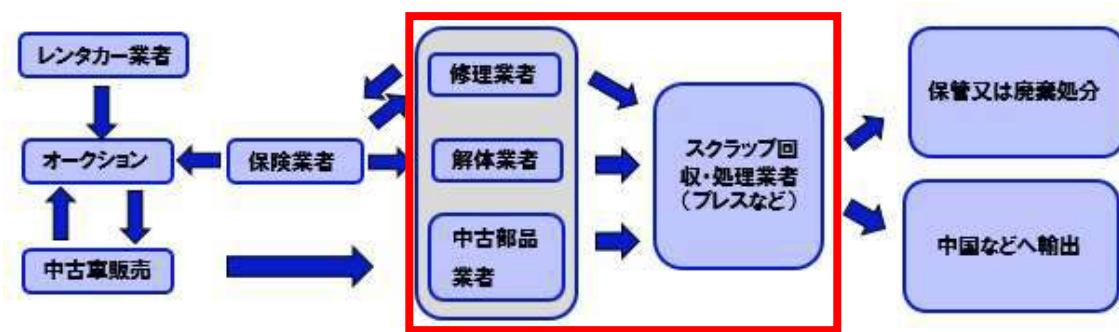 レンタカー業者
オークション
中古車販売
保険業者
修理業者
解体業者
中古部品
業者
スクラップ回
収・処理業者
（プレスなど）
保管又は廃棄処分
中国などへ輸出